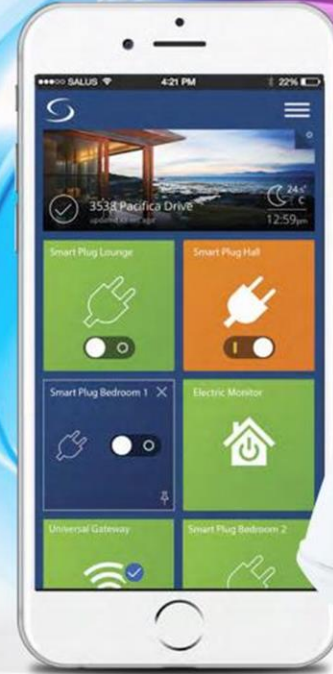 SALUS
4:21 PM
22%
3538 Pacifica Drive
24.5°
C
12:59pm
Smart Plug Lounge
Smart Plug Hall
Smart Plug Bedroom 1
Electric Monitor
Universal Gateway
Smart Plug Bedroom 2